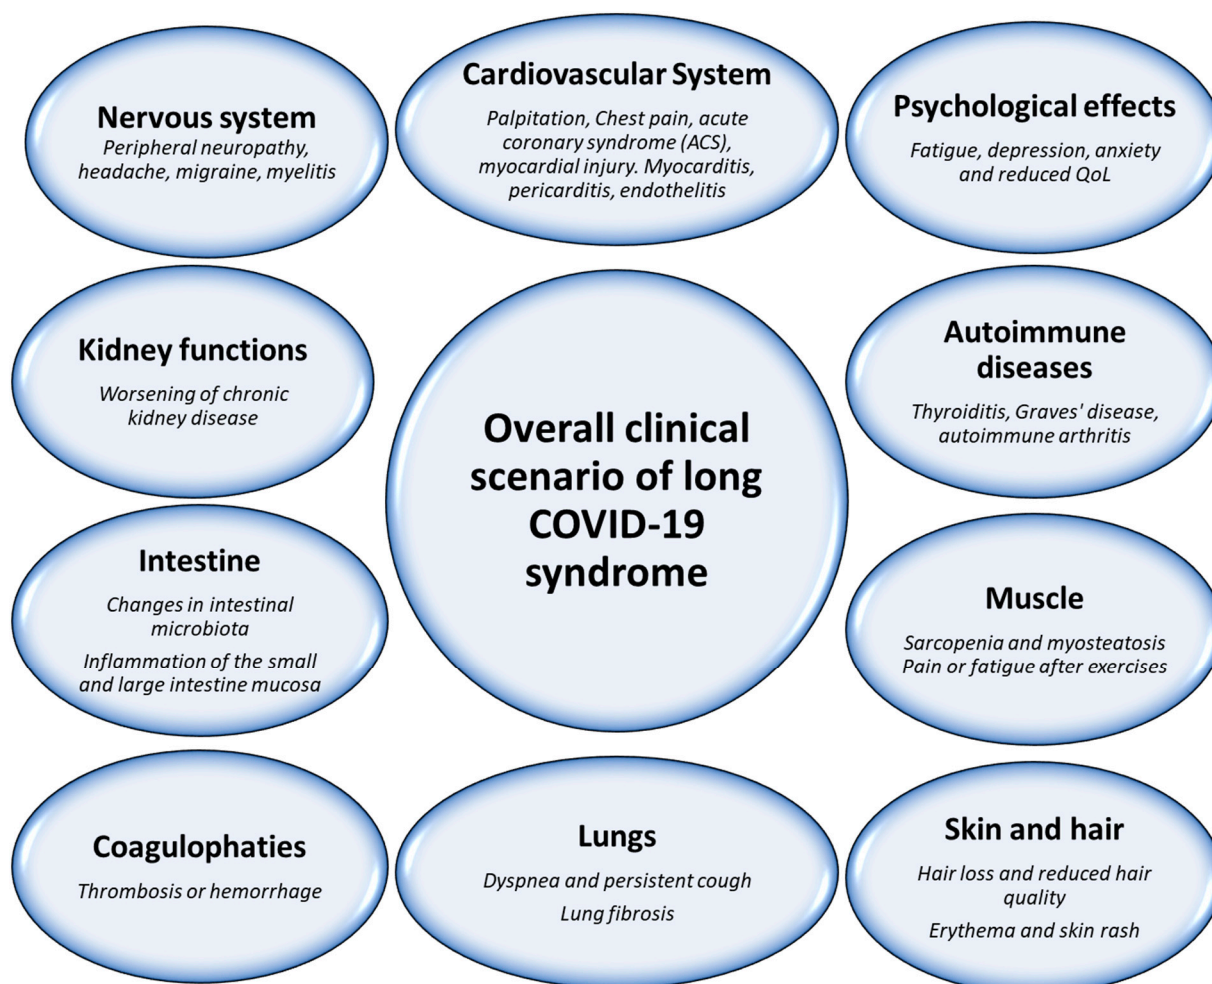 Nervous system
Peripheral neuropathy,
headache, migraine, myelitis
Cardiovascular System
Palpitation, Chest pain, acute
coronary syndrome (ACS),
myocardial injury. Myocarditis,
pericarditis, endothelitis
Psychological effects
Fatigue, depression, anxiety
and reduced QoL
Kidney functions
Worsening of chronic
kidney disease
Overall clinical
scenario of long
COVID-19
syndrome
Autoimmune
diseases
Thyroiditis, Graves' disease,
autoimmune arthritis
Intestine
Changes in intestinal
microbiota
Inflammation of the small
and large intestine mucosa
Muscle
Sarcopenia and myosteatosis
Pain or fatigue after exercises
Coagulophaties
Thrombosis or hemorrhage
Lungs
Dyspnea and persistent cough
Lung fibrosis
Skin and hair
Hair loss and reduced hair
quality
Erythema and skin rash